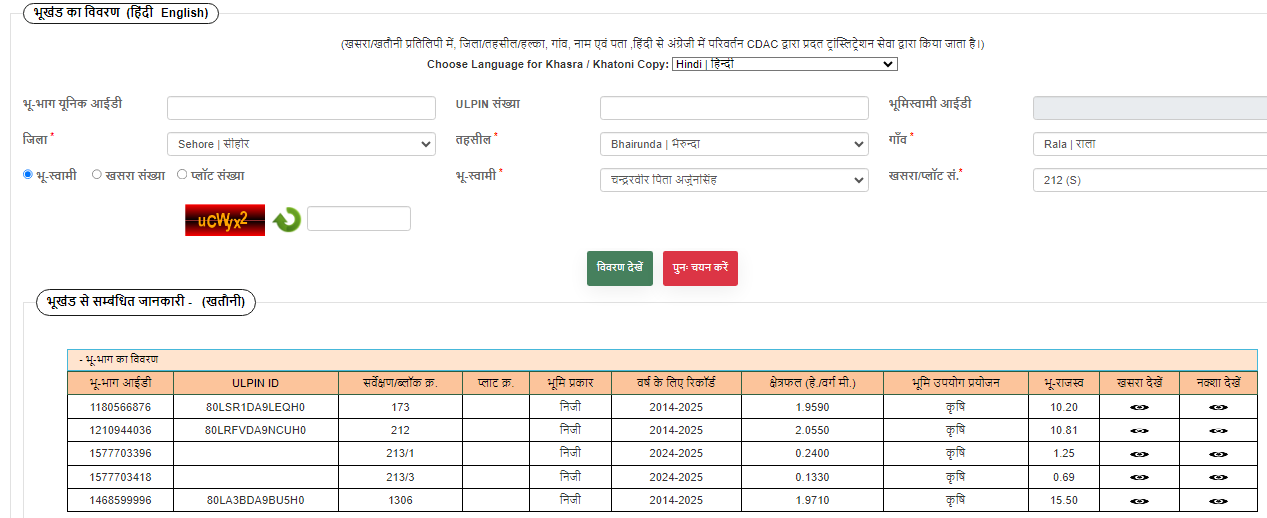 भूखंड का विवरण (हिंदी English)
(खसरा/खतौनी प्रतिलिपी में, जिला/तहसील/हल्का, गांव, नाम एवं पता ,हिंदी से अंग्रेजी में परिवर्तन CDAC द्वारा प्रदत ट्रांस्लिट्रेशन सेवा द्वारा किया जाता है।)
Choose Language for Khasra / Khatoni Copy: Hindi | हिन्दी
भू-भाग यूनिक आईडी ULPIN संख्या भूमिस्वामी आईडी
जिला * Sehore | सीहोर तहसील * Bhairunda | भैरुन्दा गाँव * Rala | राला
भू-स्वामी खसरा संख्या प्लॉट संख्या भू-स्वामी * चन्द्ररवीर पिता अर्जुनसिंह खसरा/प्लॉट सं.* 212 (S)
uCWyx2
विवरण देखें पुनः चयन करें
भूखंड से सम्बंधित जानकारी - (खतौनी)
- भू-भाग का विवरण
भू-भाग आईडी ULPIN ID सर्वेक्षण/ब्लॉक क्र. प्लाट क्र. भूमि प्रकार वर्ष के लिए रिकॉर्ड क्षेत्रफल (हे./वर्ग मी.) भूमि उपयोग प्रयोजन भू-राजस्व खसरा देखें नक्शा देखें
1180566876 80LSR1DA9LEQH0 173 निजी 2014-2025 1.9590 कृषि 10.20
1210944036 80LRFVDA9NCUH0 212 निजी 2014-2025 2.0550 कृषि 10.81
1577703396 213/1 निजी 2024-2025 0.2400 कृषि 1.25
1577703418 213/3 निजी 2024-2025 0.1330 कृषि 0.69
1468599996 80LA3BDA9BU5H0 1306 निजी 2014-2025 1.9710 कृषि 15.50